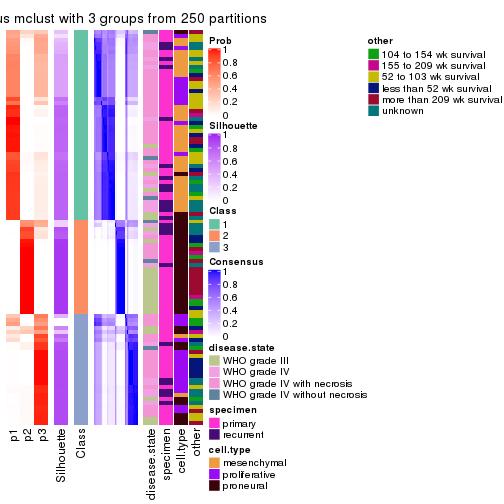 us mclust with 3 groups from 250 partitions
Prob
1
0.8
0.6
0.4
0.2
0
Silhouette
1
0.8
0.6
0.4
0.2
0
Class
1
2
3
Consensus
1
0.8
0.6
0.4
0.2
0
disease.state
WHO grade III
WHO grade IV
WHO grade IV with necrosis
WHO grade IV without necrosis
specimen
primary
recurrent
cell.type
mesenchymal
proliferative
proneural
other
104 to 154 wk survival
155 to 209 wk survival
52 to 103 wk survival
less than 52 wk survival
more than 209 wk survival
unknown
p1
p2
p3
Silhouette
Class
disease.state
specimen
cell.type
other